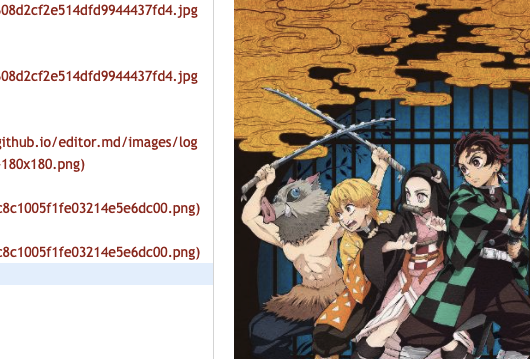 08d2cf2e514dfd9944437fd4.jpg
08d2cf2e514dfd9944437fd4.jpg
github.io/editor.md/images/log
180x180.png)
c8c1005f1fe03214e5e6dc00.png)
c8c1005f1fe03214e5e6dc00.png)